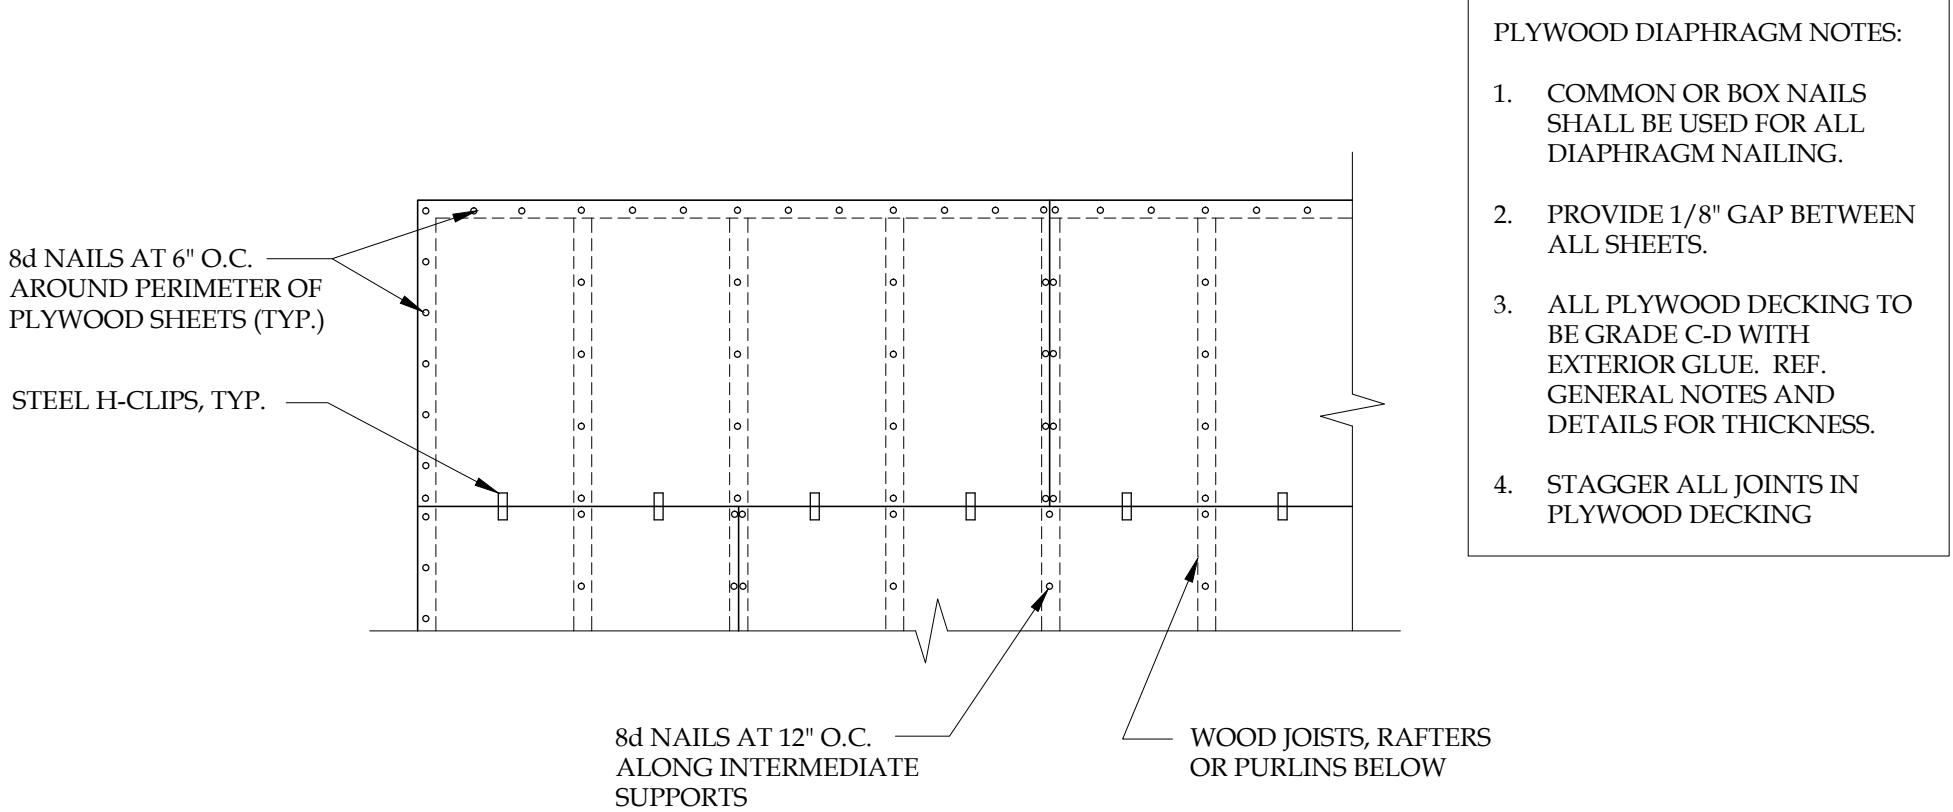 PLYWOOD DIAPHRAGM NOTES:
1. COMMON OR BOX NAILS
SHALL BE USED FOR ALL
DIAPHRAGM NAILING.
2. PROVIDE 1/8" GAP BETWEEN
ALL SHEETS.
3. ALL PLYWOOD DECKING TO
BE GRADE C-D WITH
EXTERIOR GLUE. REF.
GENERAL NOTES AND
DETAILS FOR THICKNESS.
4. STAGGER ALL JOINTS IN
PLYWOOD DECKING
8d NAILS AT 6" O.C.
AROUND PERIMETER OF
PLYWOOD SHEETS (TYP.)
STEEL H-CLIPS, TYP.
8d NAILS AT 12" O.C.
ALONG INTERMEDIATE
SUPPORTS
WOOD JOISTS, RAFTERS
OR PURLINS BELOW